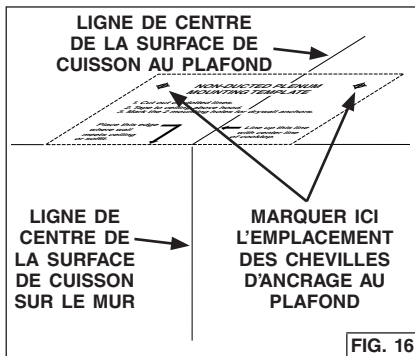 LIGNE DE CENTRE
DE LA SURFACE DE
CUISSON AU PLAFOND
NON-DUCTED PLENUM
MOUNTING TEMPLATE
1. Cut out on dotted lines.
2. Tape to ceiling above hood.
3. Mark the 2 mounting holes for drywall anchors.
Place this edge
where wall
meets ceiling
or soffit.
Line up this line
with center line
of cooktop.
LIGNE DE
CENTRE DE
LA SURFACE
DE CUISSON
SUR LE MUR
MARQUER ICI
L'EMPLACEMENT
DES CHEVILLES
D'ANCRAGE AU
PLAFOND
FIG. 16